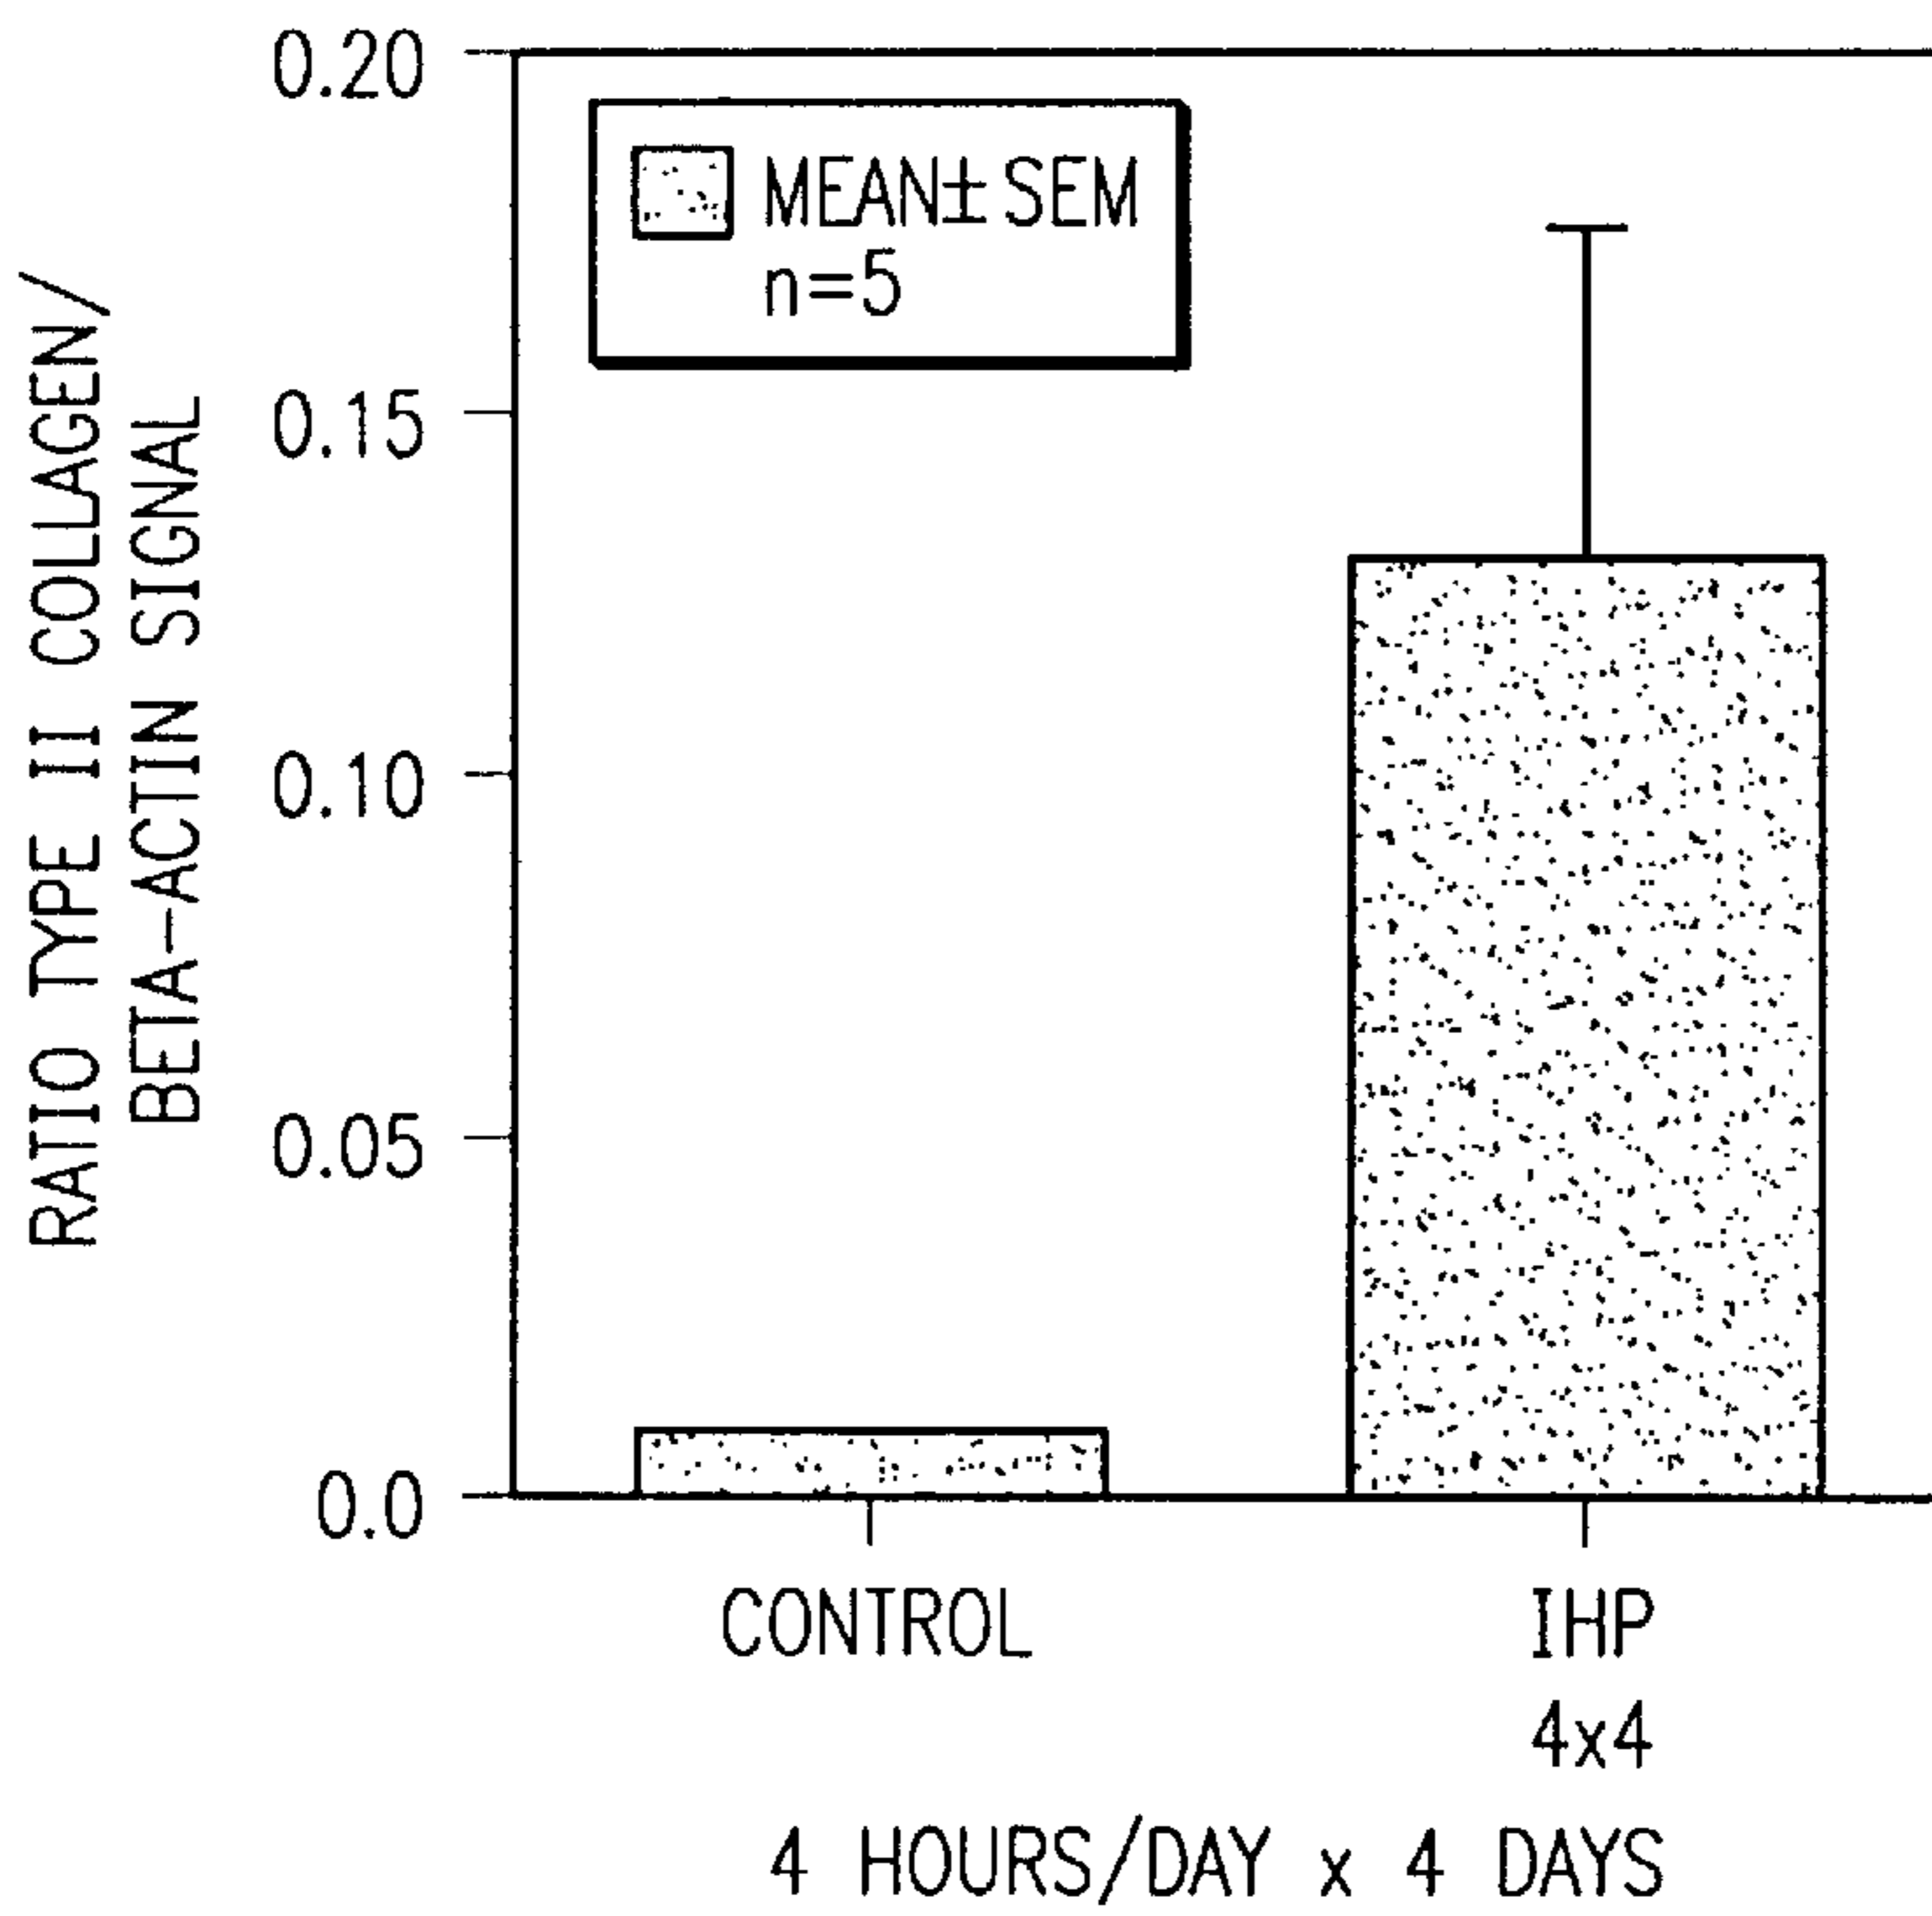 RATIO TYPE II COLLAGEN/
BETA-ACTIN SIGNAL
0.20
0.15
0.10
0.05
0.0
MEAN±SEM
n=5
CONTROL
IHP
4x4
4 HOURS/DAY x 4 DAYS